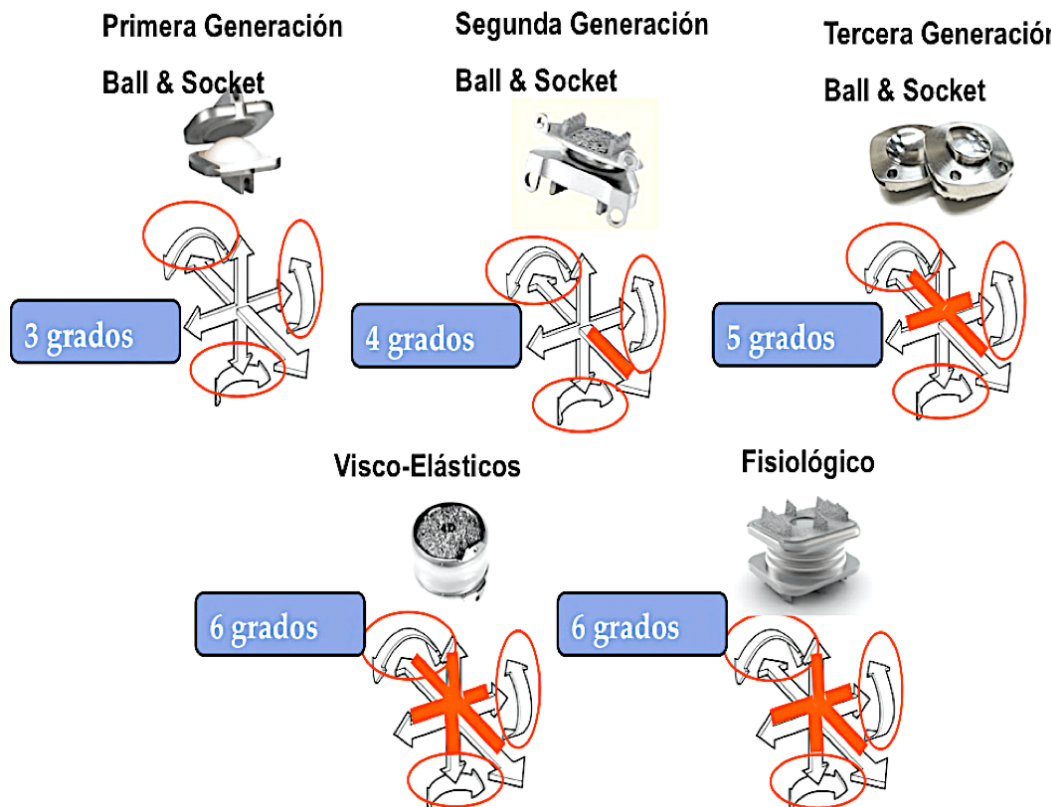 Primera Generación
Ball & Socket
3 grados
Segunda Generación
Ball & Socket
4 grados
Tercera Generación
Ball & Socket
5 grados
Visco-Elásticos
6 grados
Fisiológico
6 grados